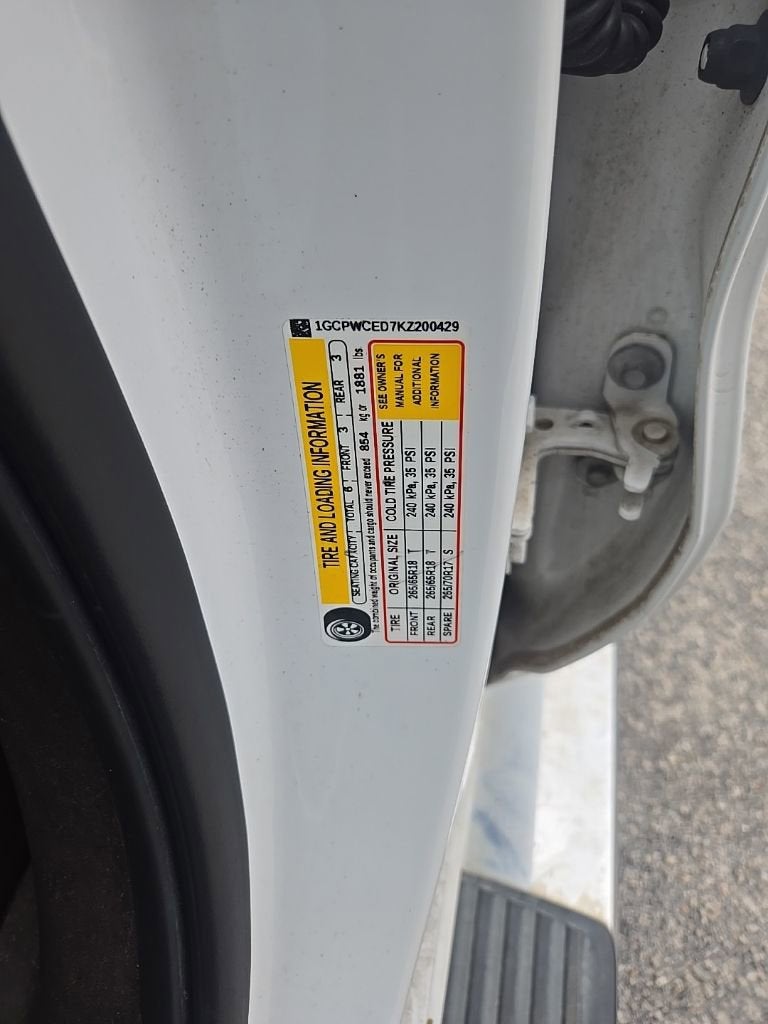 1GCPWCED7KZ200429
TIRE AND LOADING INFORMATION
SEATING CAPACITY TOTAL 6 FRONT 3 REAR 3
The combined weight of occupants and cargo should never exceed 854 kg or 1881 lbs.
TIRE ORIGINAL SIZE COLD TIRE PRESSURE
FRONT 265/65R18 T 240 kPa, 35 PSI
REAR 265/65R18 T 240 kPa, 35 PSI
SPARE 265/70R17 S 240 kPa, 35 PSI
SEE OWNER'S
MANUAL FOR
ADDITIONAL
INFORMATION